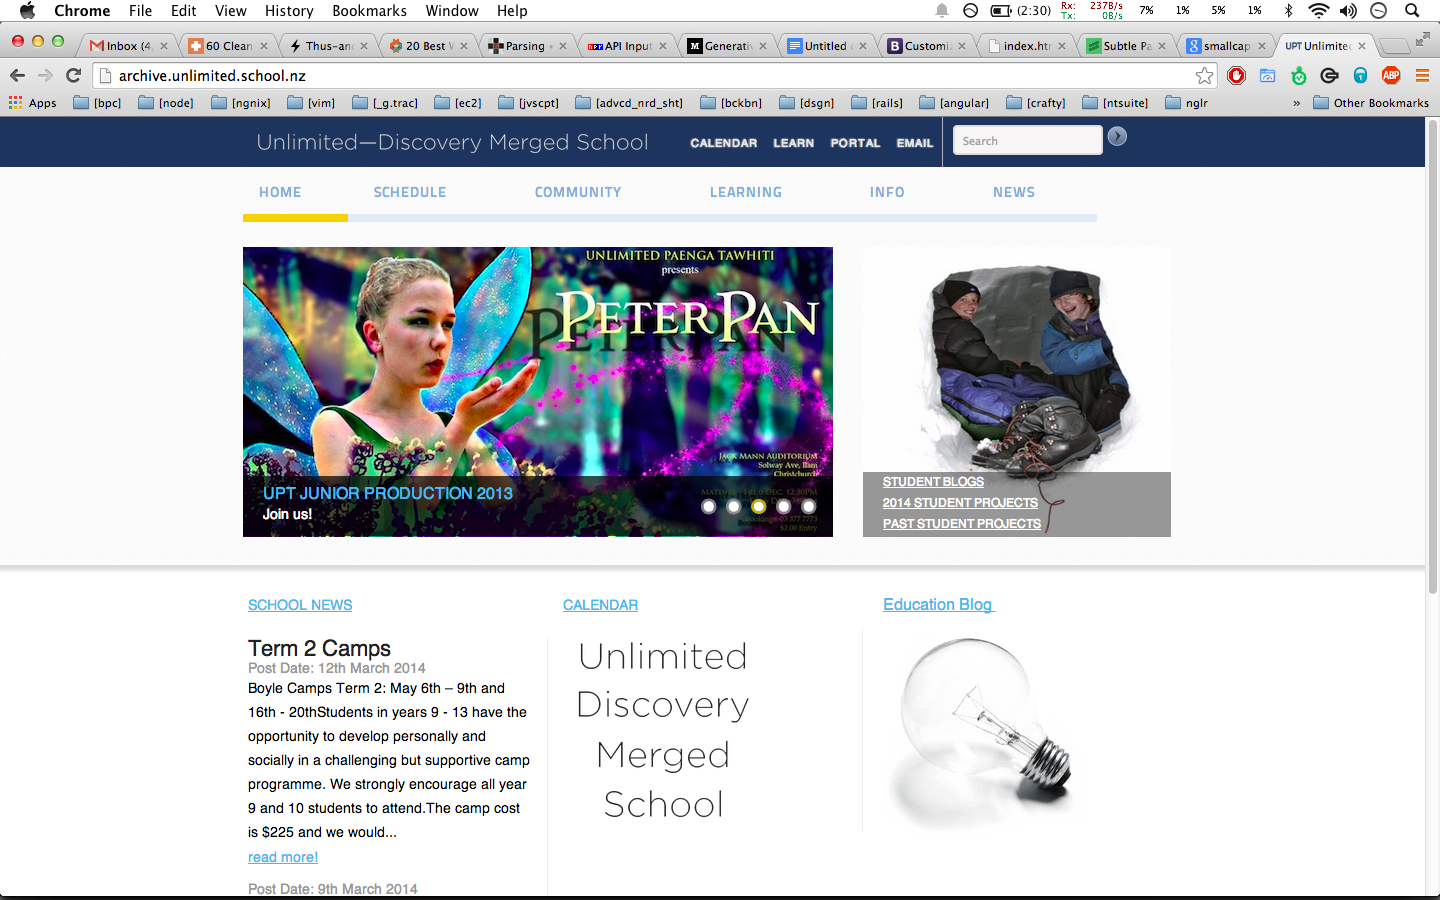 Chrome File Edit View History Bookmarks Window Help (2:30) Rx: 237B/s Tx: 0B/s 7% 1% 5% 1%
Inbox (4, 60 Clean Thus–an 20 Best Parsing API Input Generati Untitled Customi index.ht Subtle Pa smallcap UPT Unlimited
archive.unlimited.school.nz
ABP
Apps [bpc] [node] [ngnix] [vim] [_g.trac] [ec2] [jvscpt] [advcd_nrd_sht] [bckbn] [dsgn] [rails] [angular] [crafty] [ntsuite] nglr » Other Bookmarks
Unlimited—Discovery Merged School CALENDAR LEARN PORTAL EMAIL Search
HOME SCHEDULE COMMUNITY LEARNING INFO NEWS
UNLIMITED PAENGA TAWHITI
presents
PETER PAN
JACK MANN AUDITORIUM
Solway Ave, Ilam
Christchurch
UPT JUNIOR PRODUCTION 2013
Join us!
STUDENT BLOGS
2014 STUDENT PROJECTS
PAST STUDENT PROJECTS
SCHOOL NEWS
Term 2 Camps
Post Date: 12th March 2014
Boyle Camps Term 2: May 6th – 9th and
16th - 20thStudents in years 9 - 13 have the
opportunity to develop personally and
socially in a challenging but supportive camp
programme. We strongly encourage all year
9 and 10 students to attend.The camp cost
is $225 and we would...
read more!
Post Date: 9th March 2014
CALENDAR
Unlimited
Discovery
Merged
School
Education Blog